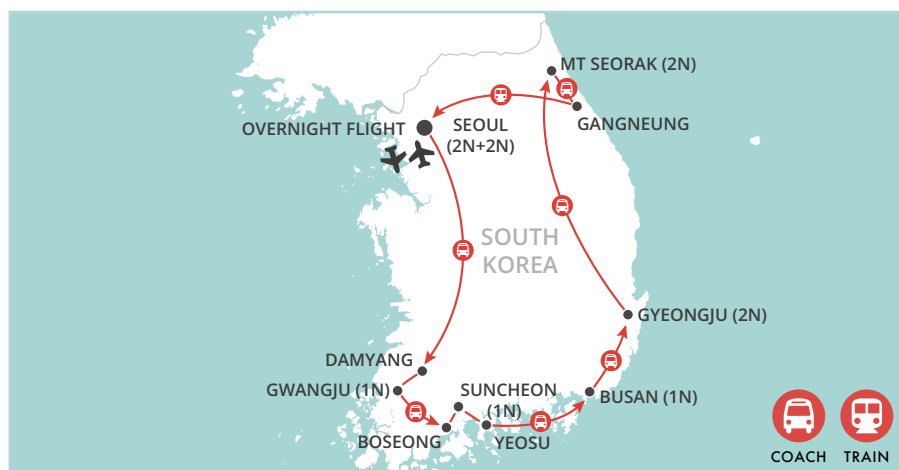 MT SEORAK (2N)
GANGNEUNG
OVERNIGHT FLIGHT
SEOUL
(2N+2N)
SOUTH
KOREA
GYEONGJU (2N)
DAMYANG
GWANGJU (1N)
SUNCHEON
(1N)
BUSAN (1N)
BOSEONG
YEOSU
COACH
TRAIN